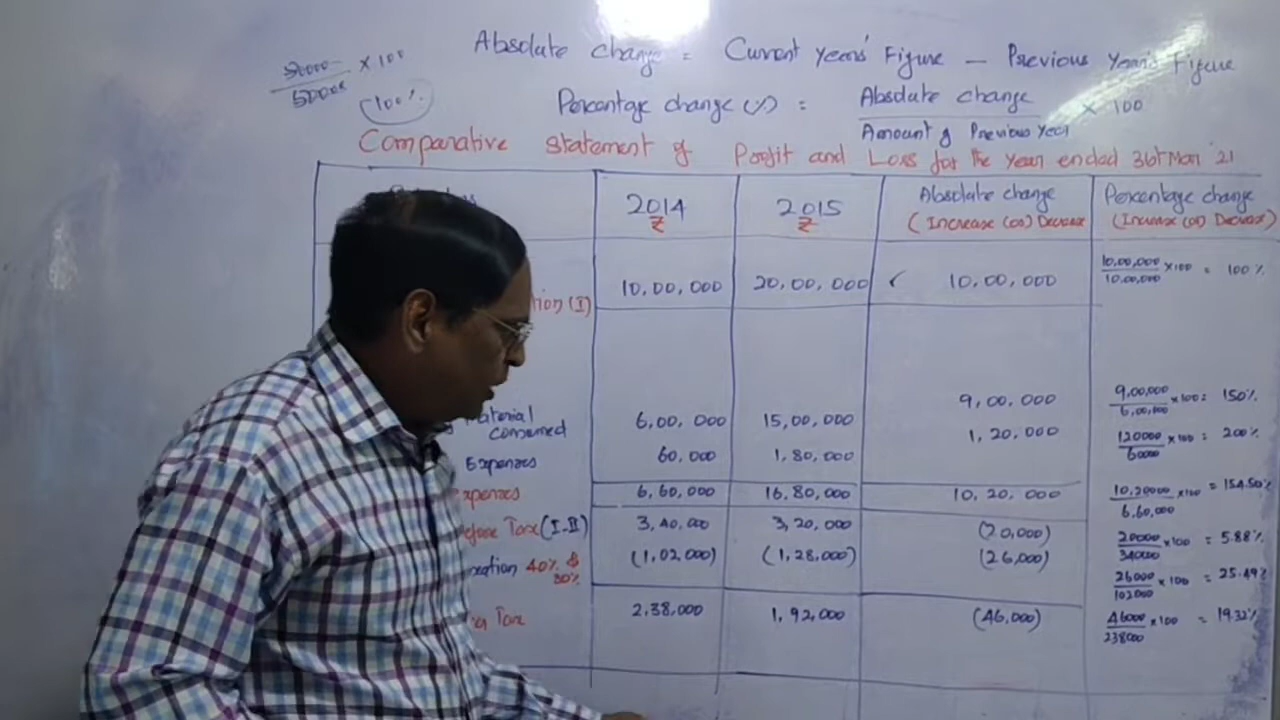 Absolute change = Current Years' Figure — Previous Year's Figure
50000 / 50000 × 100
100%
Percentage change (%) = Absolute change / Amount of Previous Year × 100
Comparative Statement of Profit and Loss for the Year ended 31st Mar' 21
2014 ₹ 2015 ₹ Absolute change (Increase (or) Decrease Percentage change (Increase (or) Decrease)
10,00,000 20,00,000 10,00,000 10,00,000 / 10,00,000 ×100 = 100%
tion (I)
Material consumed 6,00,000 15,00,000 9,00,000 9,00,000 / 6,00,000 ×100= 150%
Expenses 60,000 1,80,000 1,20,000 120000 / 60000 ×100 = 200%
xpenses 6,60,000 16,80,000 10,20,000 10,20000 / 6,60,000 ×100 = 154.50%
efore Tax (I-II) 3,40,000 3,20,000 (20,000) 20000 / 340000 ×100 = 5.88%
xation 40% & 30% (1,02,000) (1,28,000) (26,000) 26000 / 102000 ×100 = 25.49%
Tax 2,38,000 1,92,000 (46,000) 46000 / 238000 ×100 = 19.32%